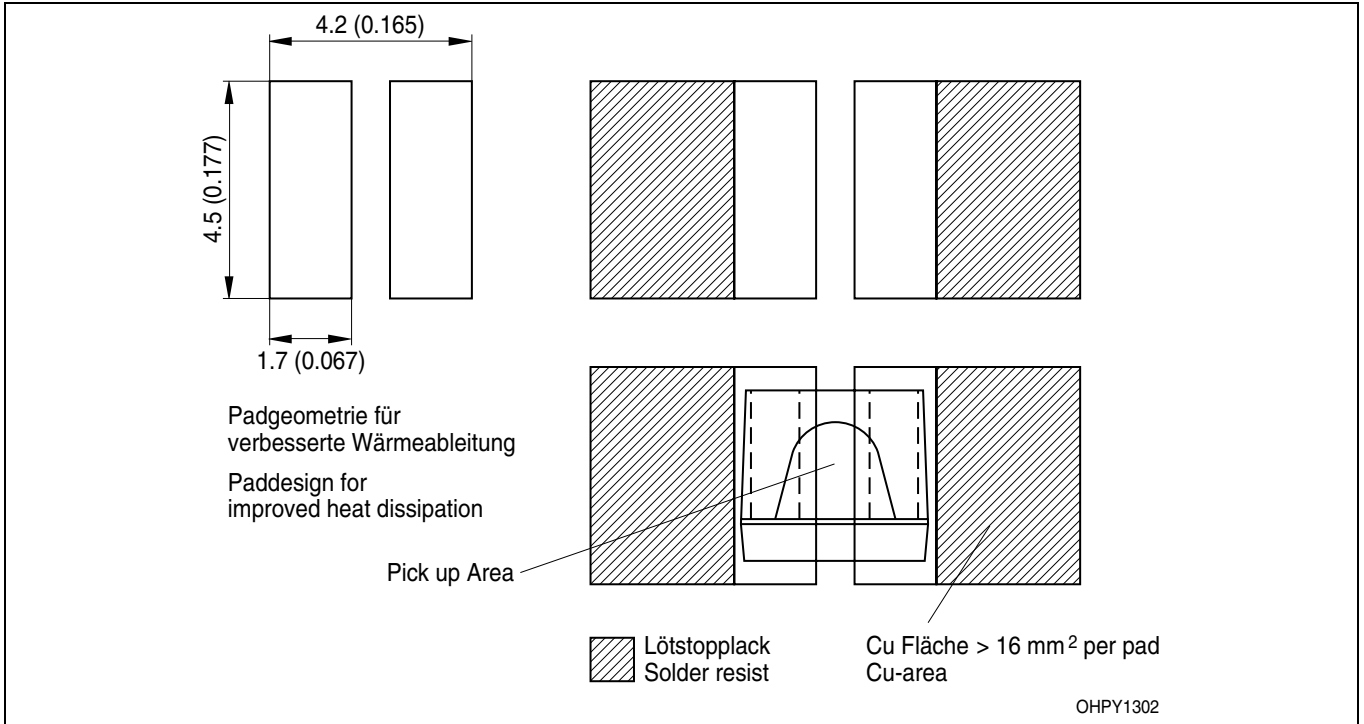 4.2 (0.165)
4.5 (0.177)
1.7 (0.067)
Padgeometrie für
verbesserte Wärmeableitung
Paddesign for
improved heat dissipation
Pick up Area
Lötstopplack
Solder resist
Cu Fläche > 16 mm² per pad
Cu-area
OHPY1302